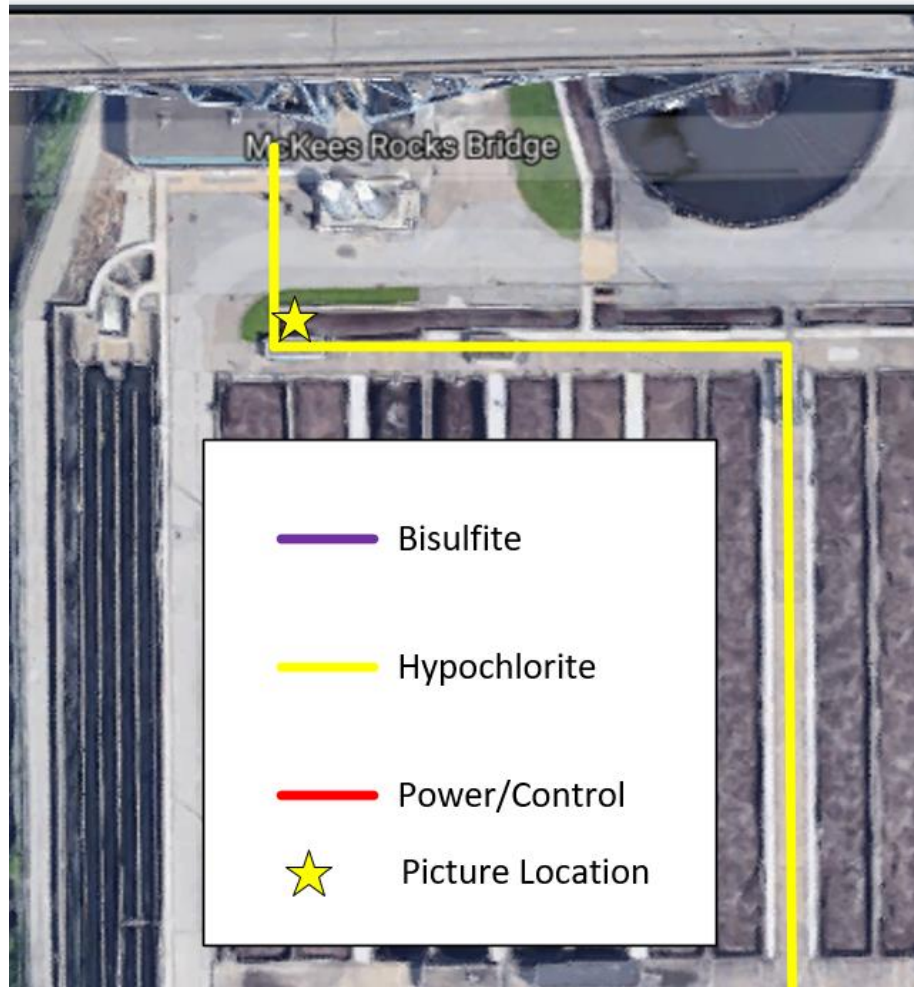 McKees Rocks Bridge
Bisulfite
Hypochlorite
Power/Control
Picture Location